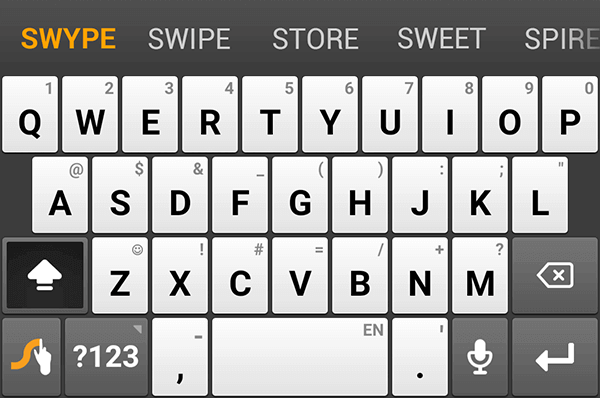 SWYPE SWIPE STORE SWEET SPIRE
1 2 3 4 5 6 7 8 9 0
Q W E R T Y U I O P
@ $ & _ ( ) : ; "
A S D F G H J K L
☺ ! # = / + ?
Z X C V B N M
- EN '
?123 , .